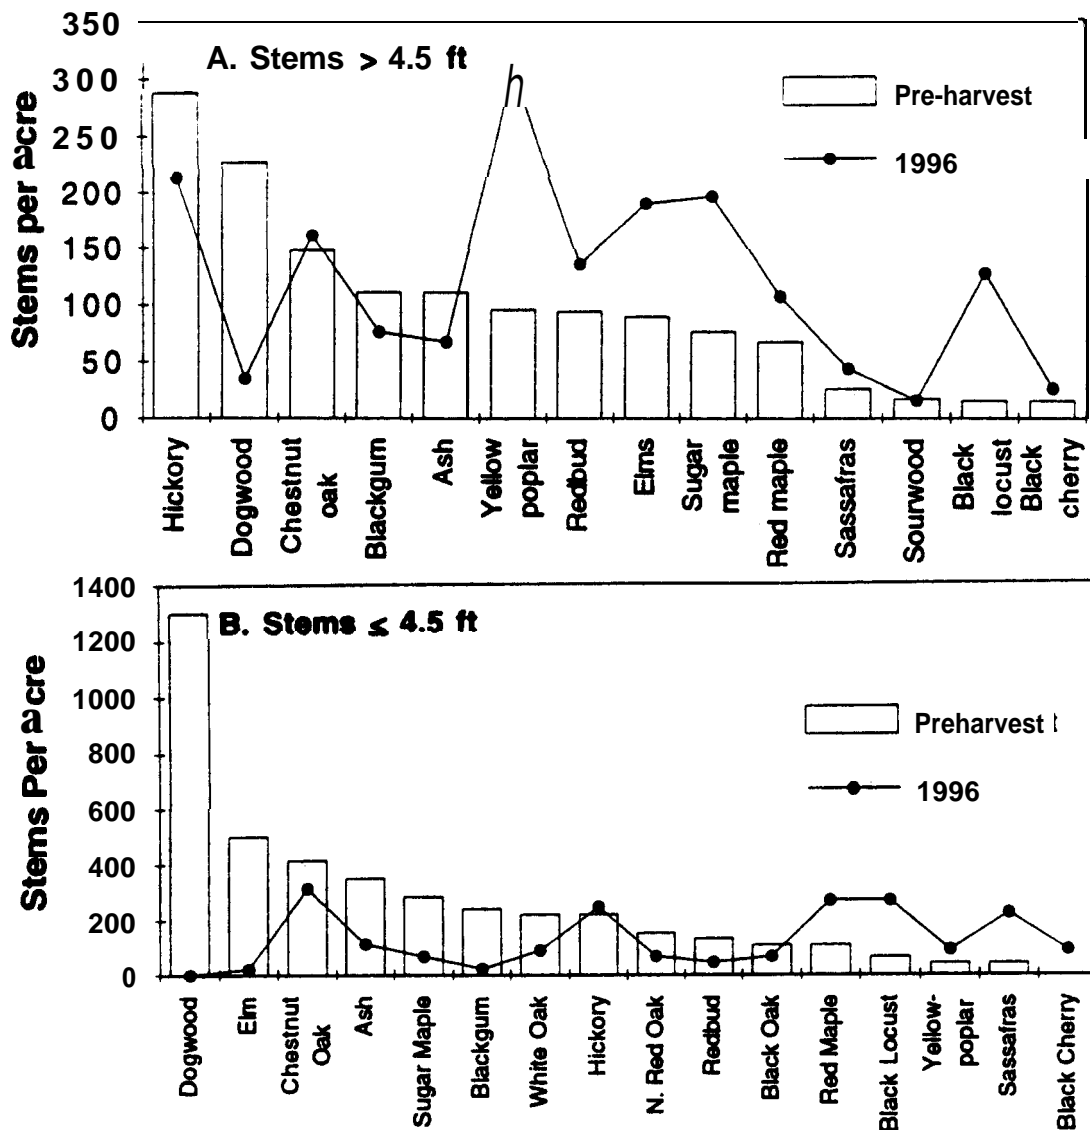 A. Stems > 4.5 ft
Stems per acre
350
300
250
200
150
100
50
0
h
Pre-harvest
1996
Hickory
Dogwood
Chestnut
oak
Blackgum
Ash
Yellow
poplar
Redbud
Elms
Sugar
maple
Red maple
Sassafras
Sourwood
Black
locust
Black
cherry
B. Stems ≤ 4.5 ft
Stems Per acre
1400
1200
1000
800
600
400
200
0
Preharvest
1996
Dogwood
Elm
Chestnut
Oak
Ash
Sugar Maple
Blackgum
White Oak
Hickory
N. Red Oak
Redbud
Black Oak
Red Maple
Black Locust
Yellow-
poplar
Sassafras
Black Cherry